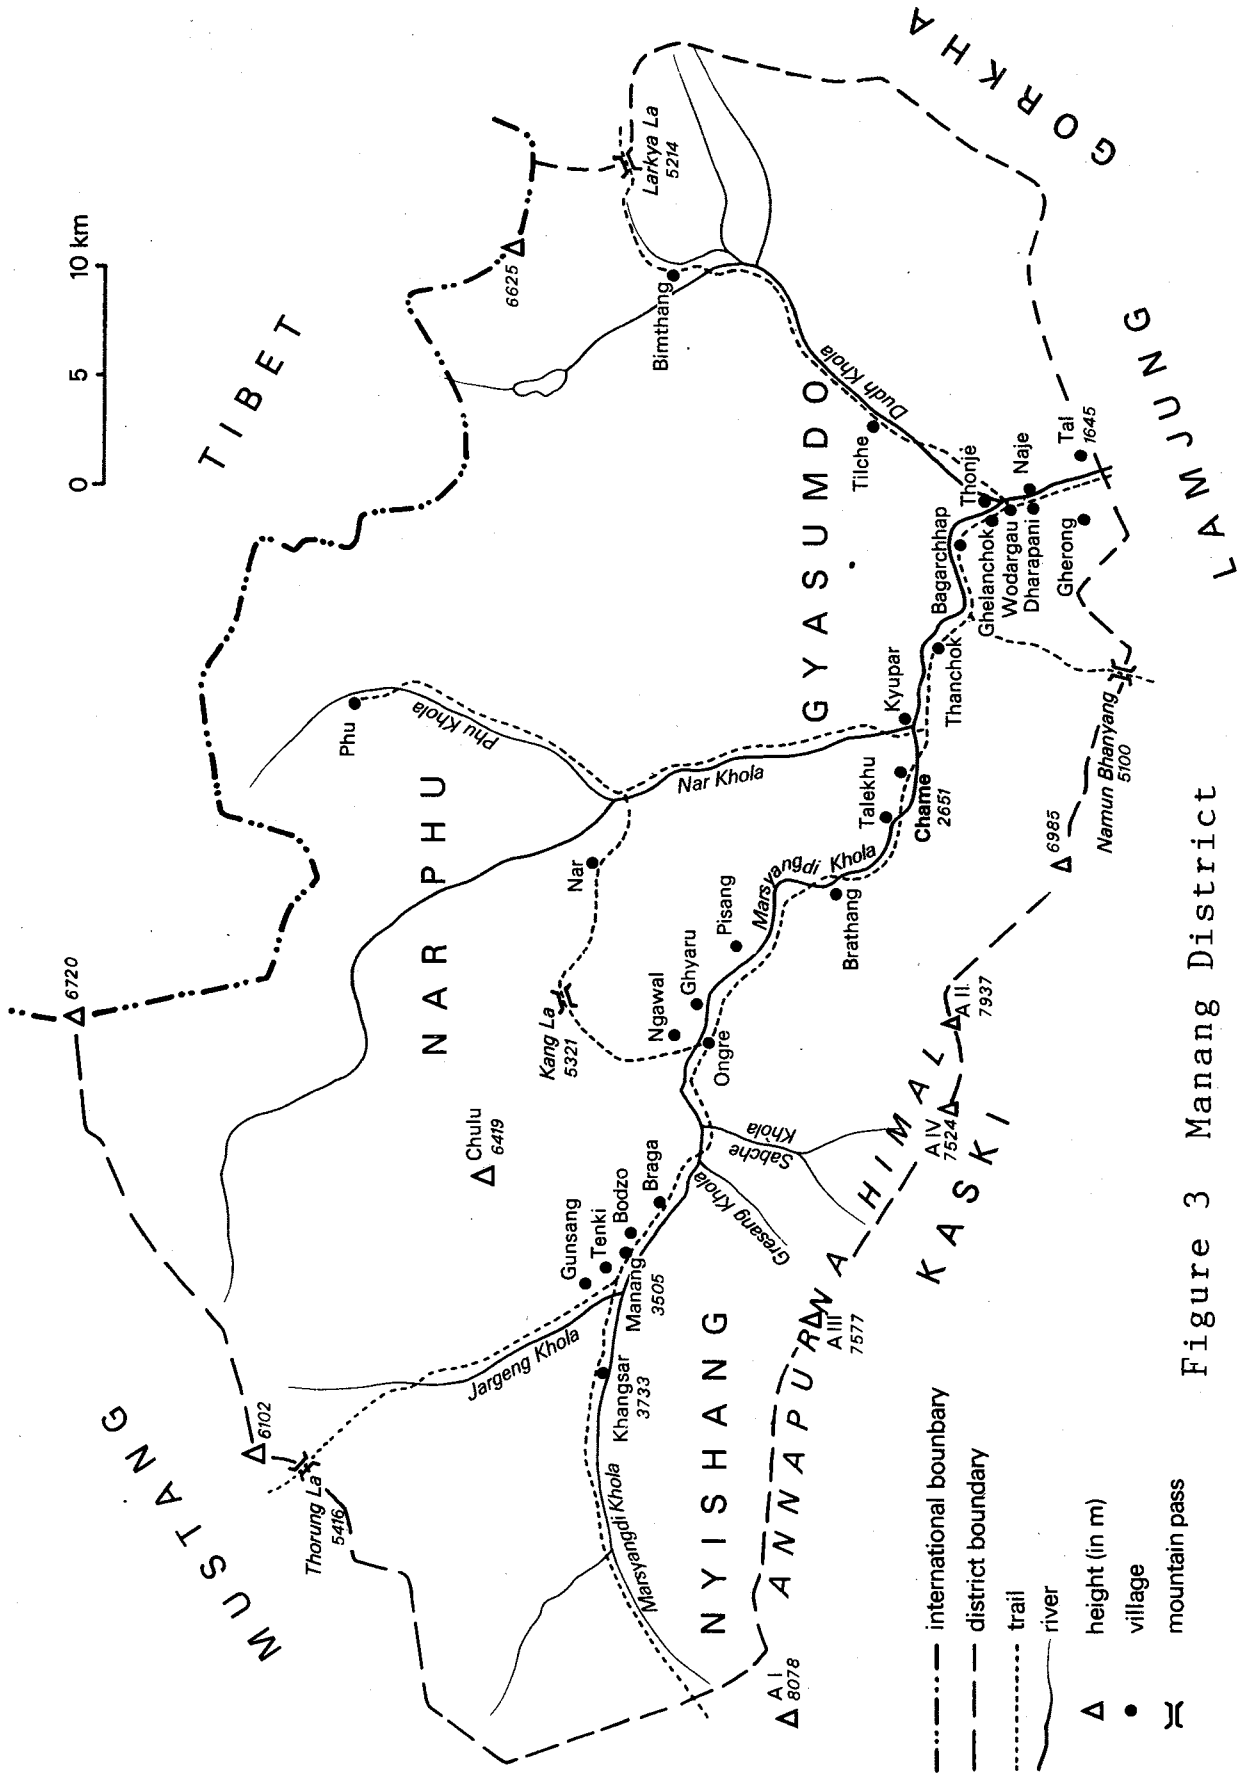 0 5 10 km
TIBET
6625
Larkya La
5214
GORKHA
Bimthang
6720
MUSTANG
6102
Thorung La
5416
NAR PHU
Phu
Phu Khola
Nar
Nar Khola
Kang La
5321
Chulu
6419
GYASUMDO
Dudh Khola
Tilche
Thonje
Naje
Tal
1645
LAMJUNG
Bagarchhap
Ghelanchok
Wodargau
Dharapani
Gherong
Thanchok
Kyupar
Talekhu
Chame
2651
Namun Bhanyang
5100
6985
Marsyangdi Khola
Brathang
Pisang
Ghyaru
Ngawal
Ongre
Sabche
Khola
Gresang Khola
Braga
Bodzo
Tenki
Gunsang
Manang
3505
Jargeng Khola
Khangsar
3733
Marsyangdi Khola
NYISHANG
ANNAPURNA HIMAL
A I
8078
A III
7577
A IV
7524
A II.
7937
KASKI
international bounbary
district boundary
trail
river
height (in m)
village
mountain pass
Figure 3 Manang District